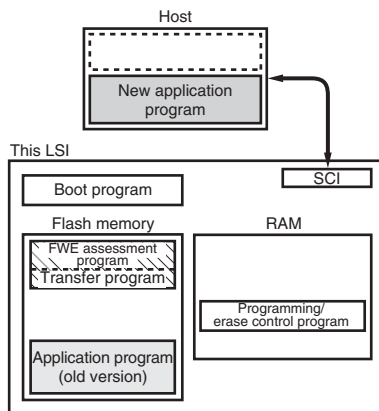 Host
New application
program
This LSI
SCI
Boot program
Flash memory
RAM
FWE assessment
program
Transfer program
Programming/
erase control program
Application program
(old version)